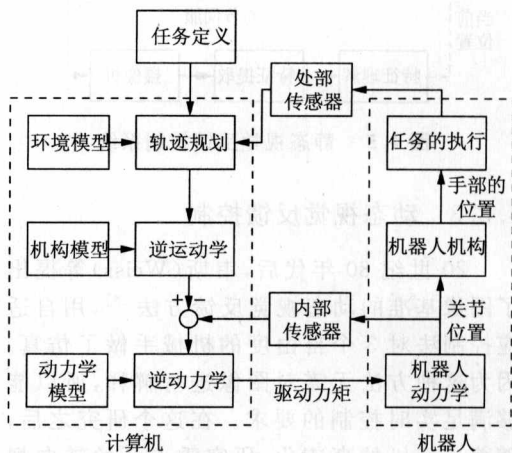 任务定义
处部
传感器
环境模型
轨迹规划
任务的执行
手部的
位置
机构模型
逆运动学
机器人机构
+
内部
传感器
关节
位置
-
动力学
模型
逆动力学
驱动力矩
机器人
动力学
计算机
机器人